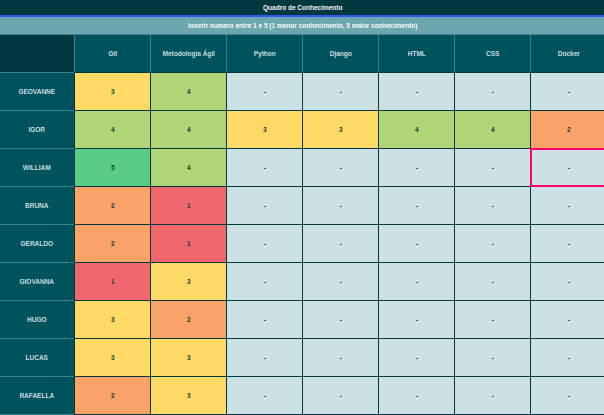 Quadro de Conhecimento
Inserir número entre 1 e 5 (1 menor conhecimento, 5 maior conhecimento)
Git Metodologia Ágil Python Django HTML CSS Docker
GEOVANNE 3 4 - - - - -
IGOR 4 4 3 3 4 4 2
WILLIAM 5 4 - - - - -
BRUNA 2 1 - - - - -
GERALDO 2 1 - - - - -
GIOVANNA 1 3 - - - - -
HUGO 3 2 - - - - -
LUCAS 3 3 - - - - -
RAFAELLA 2 3 - - - - -